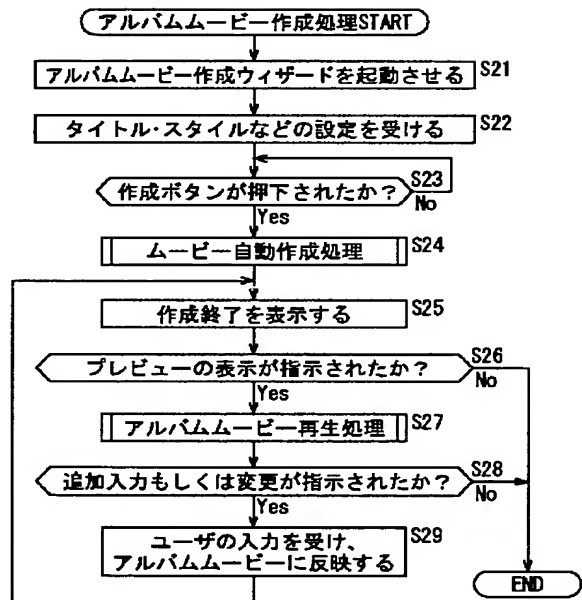 アルバムムービー作成処理START
アルバムムービー作成ウィザードを起動させる
S21
タイトル・スタイルなどの設定を受ける
S22
作成ボタンが押下されたか?
S23
No
Yes
ムービー自動作成処理
S24
作成終了を表示する
S25
プレビューの表示が指示されたか?
S26
No
Yes
アルバムムービー再生処理
S27
追加入力もしくは変更が指示されたか?
S28
No
Yes
ユーザの入力を受け、
アルバムムービーに反映する
S29
END